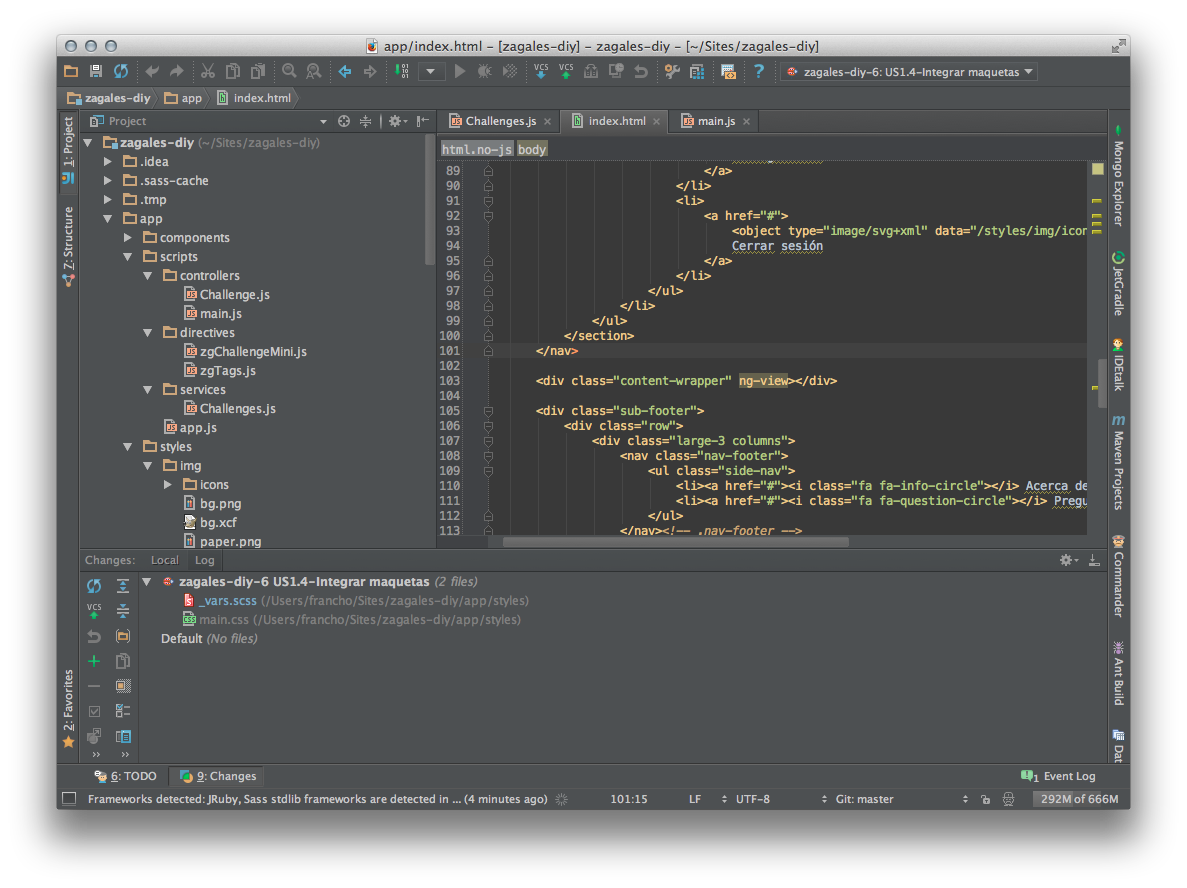 app/index.html - [zagales-diy] - zagales-diy - [~/Sites/zagales-diy]
VCS VCS zagales-diy-6: US1.4-Integrar maquetas
zagales-diy app index.html
1: Project
7: Structure
2: Favorites
Project
zagales-diy (~/Sites/zagales-diy)
.idea
.sass-cache
.tmp
app
components
scripts
controllers
Challenge.js
main.js
directives
zgChallengeMini.js
zgTags.js
services
Challenges.js
app.js
styles
img
icons
bg.png
bg.xcf
paper.png
Challenges.js index.html main.js
html.no-js body
89 </a>
90 </li>
91 <li>
92 <a href="#">
93 <object type="image/svg+xml" data="/styles/img/icon
94 Cerrar sesión
95 </a>
96 </li>
97 </ul>
98 </li>
99 </ul>
100 </section>
101 </nav>
102
103 <div class="content-wrapper" ng-view></div>
104
105 <div class="sub-footer">
106 <div class="row">
107 <div class="large-3 columns">
108 <nav class="nav-footer">
109 <ul class="side-nav">
110 <li><a href="#"><i class="fa fa-info-circle"></i> Acerca de
111 <li><a href="#"><i class="fa fa-question-circle"></i> Pregu
112 </ul>
113 </nav><!-- .nav-footer -->
Mongo Explorer
JetGradle
IDEtalk
Maven Projects
Commander
Ant Build
Dat
Changes: Local Log
VCS
zagales-diy-6 US1.4-Integrar maquetas (2 files)
_vars.scss (/Users/francho/Sites/zagales-diy/app/styles)
main.css (/Users/francho/Sites/zagales-diy/app/styles)
Default (No files)
6: TODO 9: Changes 1 Event Log
Frameworks detected: JRuby, Sass stdlib frameworks are detected in ... (4 minutes ago) 101:15 LF UTF-8 Git: master 292M of 666M